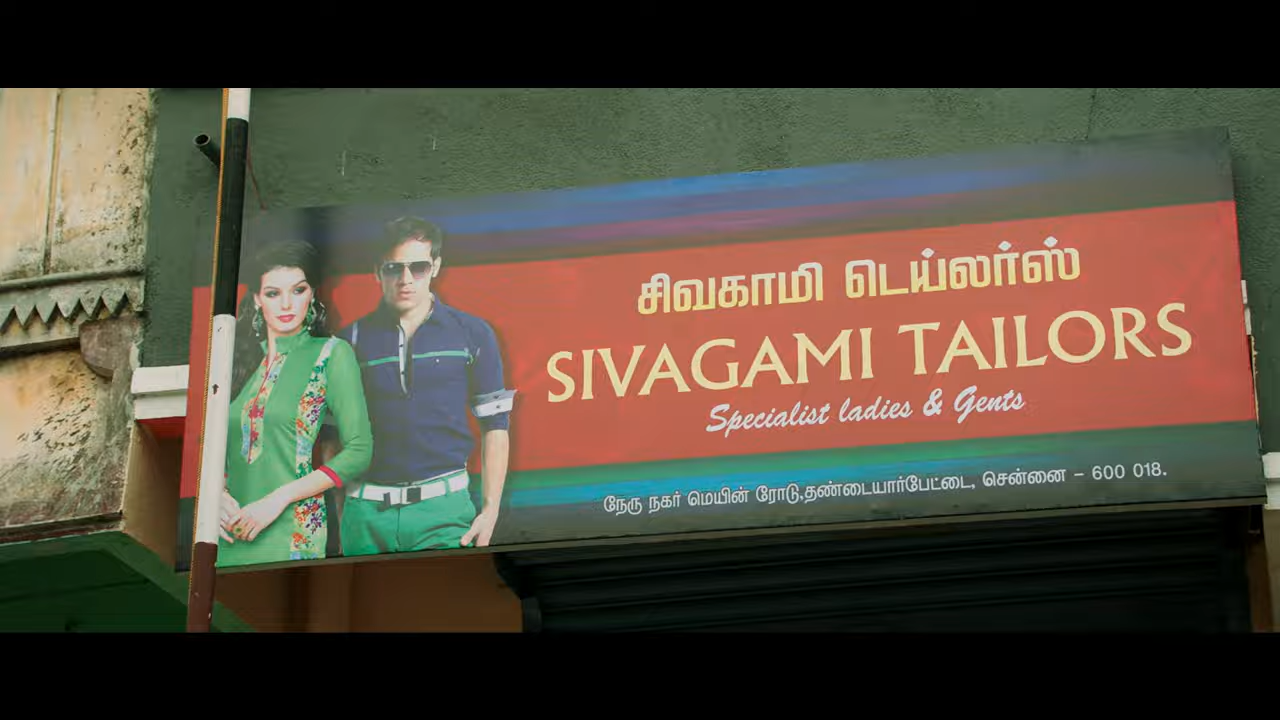 சிவகாமி டெய்லர்ஸ்
SIVAGAMI TAILORS
Specialist ladies & Gents
நேரு நகர் மெயின் ரோடு,தண்டையார்பேட்டை, சென்னை - 600 018.